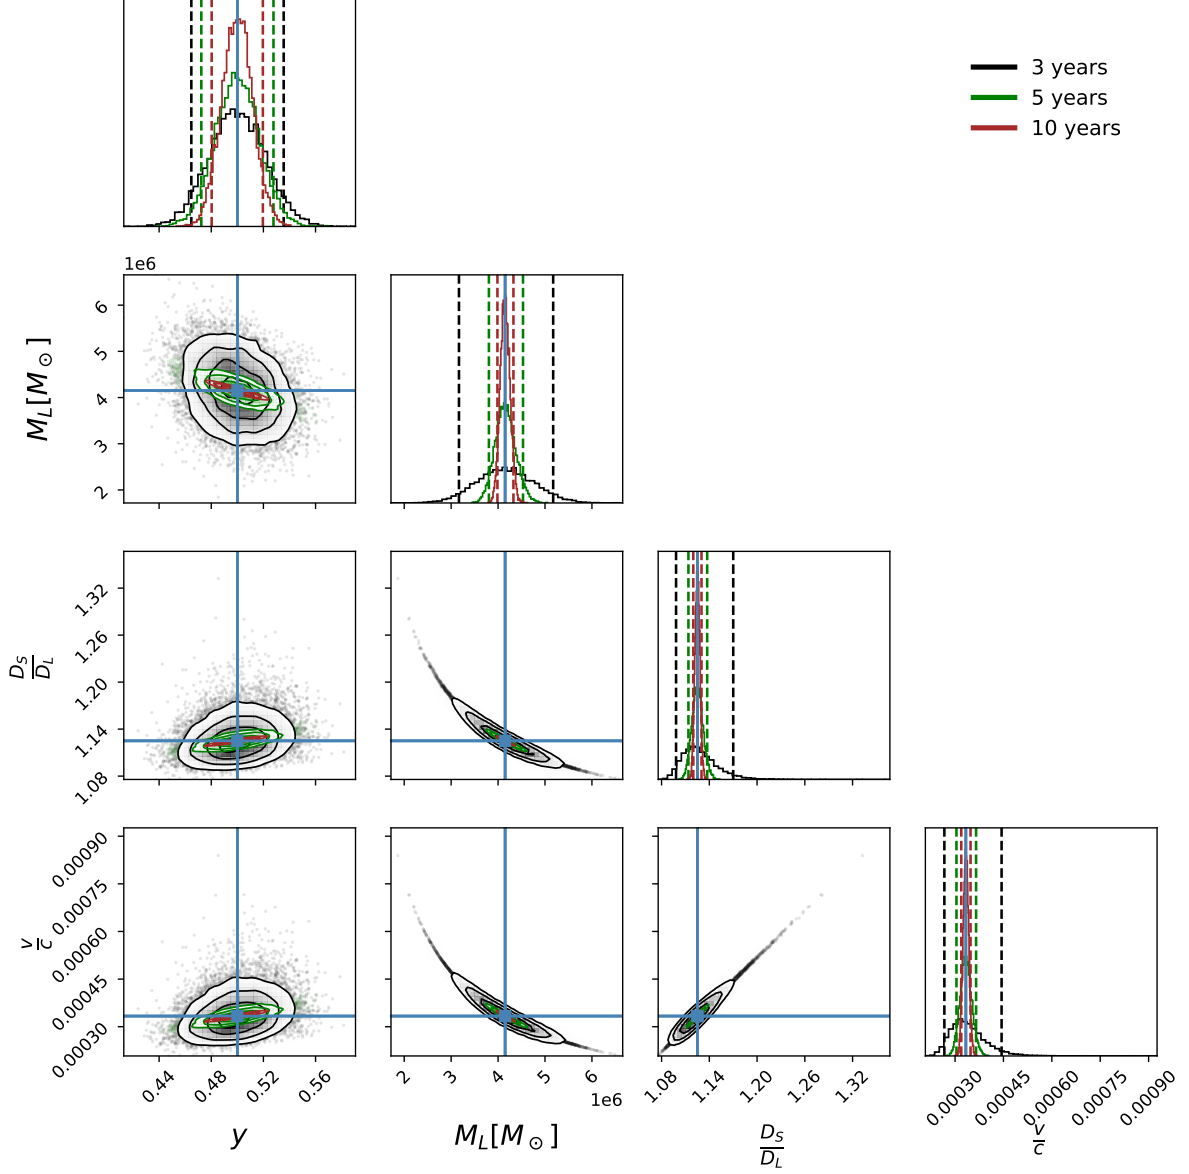 3 years
5 years
10 years
1e6
6
5
4
3
2
M_L[M_⊙]
1.32
1.26
1.20
1.14
1.08
D_S/D_L
0.00090
0.00075
0.00060
0.00045
0.00030
v/c
0.44 0.48 0.52 0.56
2 3 4 5 6
1e6
1.08 1.14 1.20 1.26 1.32
0.00030 0.00045 0.00060 0.00075 0.00090
y
M_L[M_⊙]
D_S/D_L
v/c